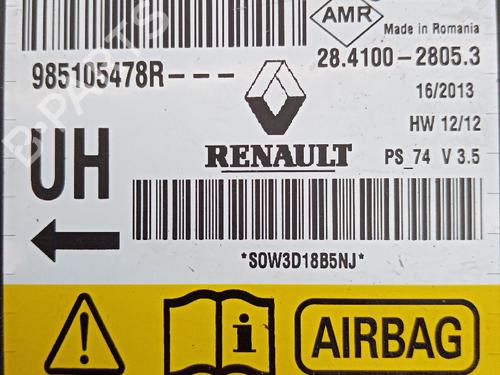 AMR
Made in Romania
985105478R---
28.4100-2805.3
16/2013
HW 12/12
UH
RENAULT
PS_74 V 3.5
*S0W3D18B5NJ*
i
AIRBAG
B-PARTS